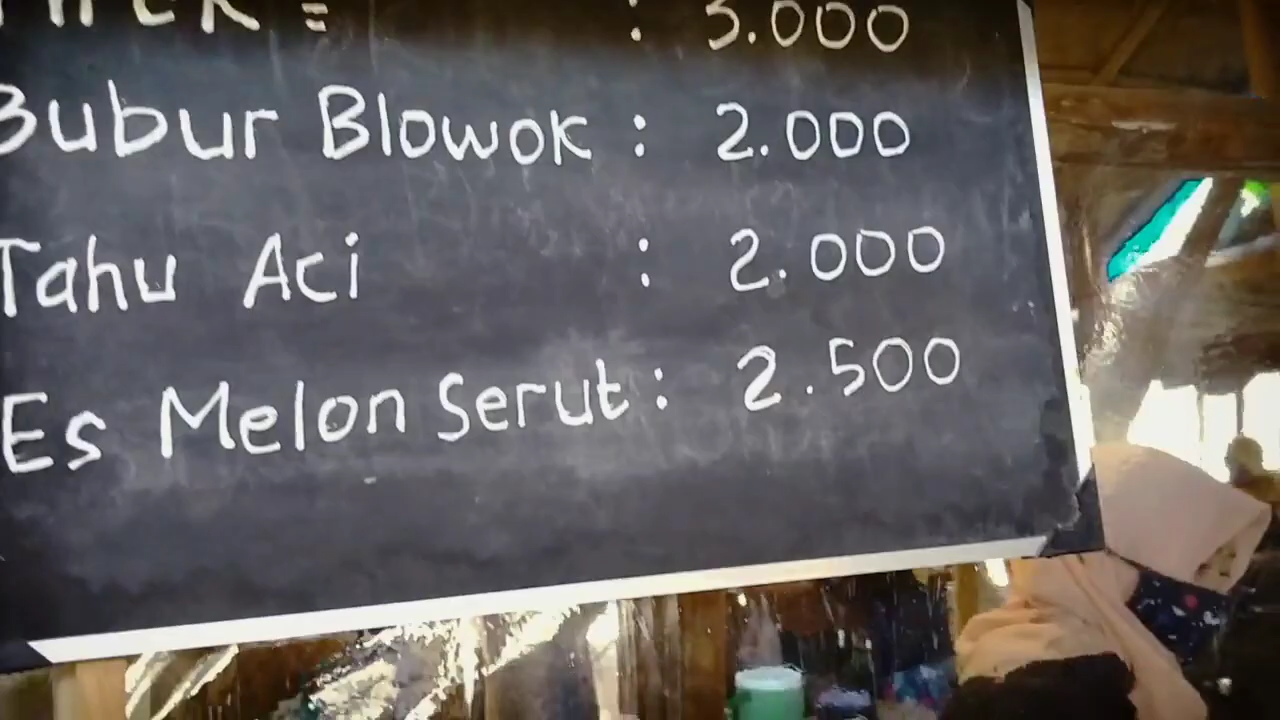 : 3.000
Bubur Blowok : 2.000
Tahu Aci : 2.000
Es Melon Serut : 2.500